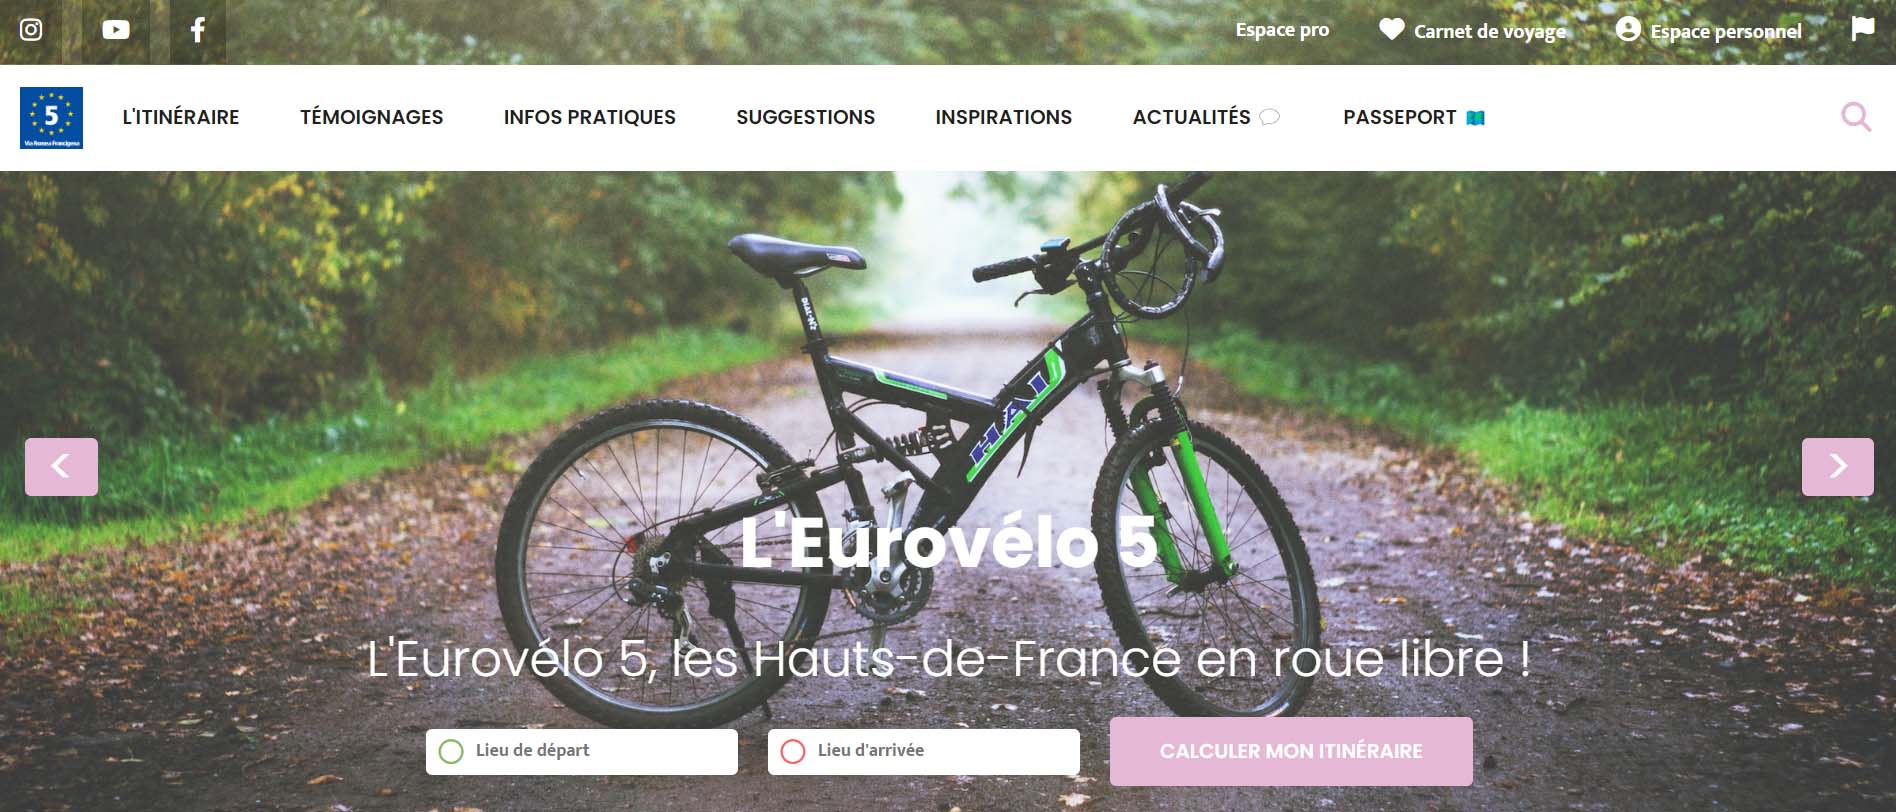 Espace pro
Carnet de voyage
Espace personnel
5
Via Romea Francigena
L'ITINÉRAIRE
TÉMOIGNAGES
INFOS PRATIQUES
SUGGESTIONS
INSPIRATIONS
ACTUALITÉS
PASSEPORT
HAI
L'Eurovélo 5
L'Eurovélo 5, les Hauts-de-France en roue libre !
Lieu de départ
Lieu d'arrivée
CALCULER MON ITINÉRAIRE